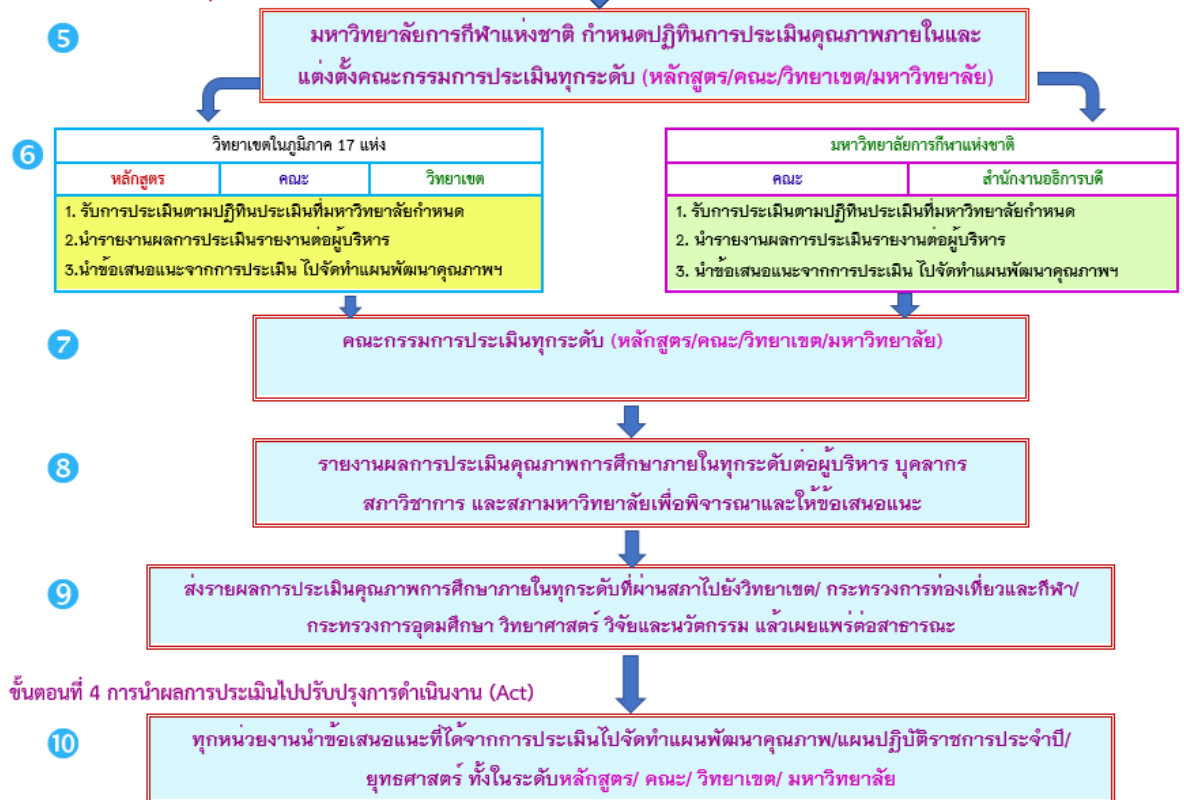 5
มหาวิทยาลัยการกีฬาแห่งชาติ กำหนดปฏิทินการประเมินคุณภาพภายในและ
แต่งตั้งคณะกรรมการประเมินทุกระดับ (หลักสูตร/คณะ/วิทยาเขต/มหาวิทยาลัย)
6
วิทยาเขตในภูมิภาค 17 แห่ง
หลักสูตร คณะ วิทยาเขต
1. รับการประเมินตามปฏิทินประเมินที่มหาวิทยาลัยกำหนด
2.นำรายงานผลการประเมินรายงานต่อผู้บริหาร
3.นำข้อเสนอแนะจากการประเมิน ไปจัดทำแผนพัฒนาคุณภาพฯ
มหาวิทยาลัยการกีฬาแห่งชาติ
คณะ สำนักงานอธิการบดี
1. รับการประเมินตามปฏิทินประเมินที่มหาวิทยาลัยกำหนด
2. นำรายงานผลการประเมินรายงานต่อผู้บริหาร
3. นำข้อเสนอแนะจากการประเมิน ไปจัดทำแผนพัฒนาคุณภาพฯ
7
คณะกรรมการประเมินทุกระดับ (หลักสูตร/คณะ/วิทยาเขต/มหาวิทยาลัย)
8
รายงานผลการประเมินคุณภาพการศึกษาภายในทุกระดับต่อผู้บริหาร บุคลากร
สภาวิชาการ และสภามหาวิทยาลัยเพื่อพิจารณาและให้ข้อเสนอแนะ
9
ส่งรายผลการประเมินคุณภาพการศึกษาภายในทุกระดับที่ผ่านสภาไปยังวิทยาเขต/ กระทรวงการท่องเที่ยวและกีฬา/
กระทรวงการอุดมศึกษา วิทยาศาสตร์ วิจัยและนวัตกรรม แล้วเผยแพร่ต่อสาธารณะ
ขั้นตอนที่ 4 การนำผลการประเมินไปปรับปรุงการดำเนินงาน (Act)
10
ทุกหน่วยงานนำข้อเสนอแนะที่ได้จากการประเมินไปจัดทำแผนพัฒนาคุณภาพ/แผนปฏิบัติราชการประจำปี/
ยุทธศาสตร์ ทั้งในระดับหลักสูตร/ คณะ/ วิทยาเขต/ มหาวิทยาลัย